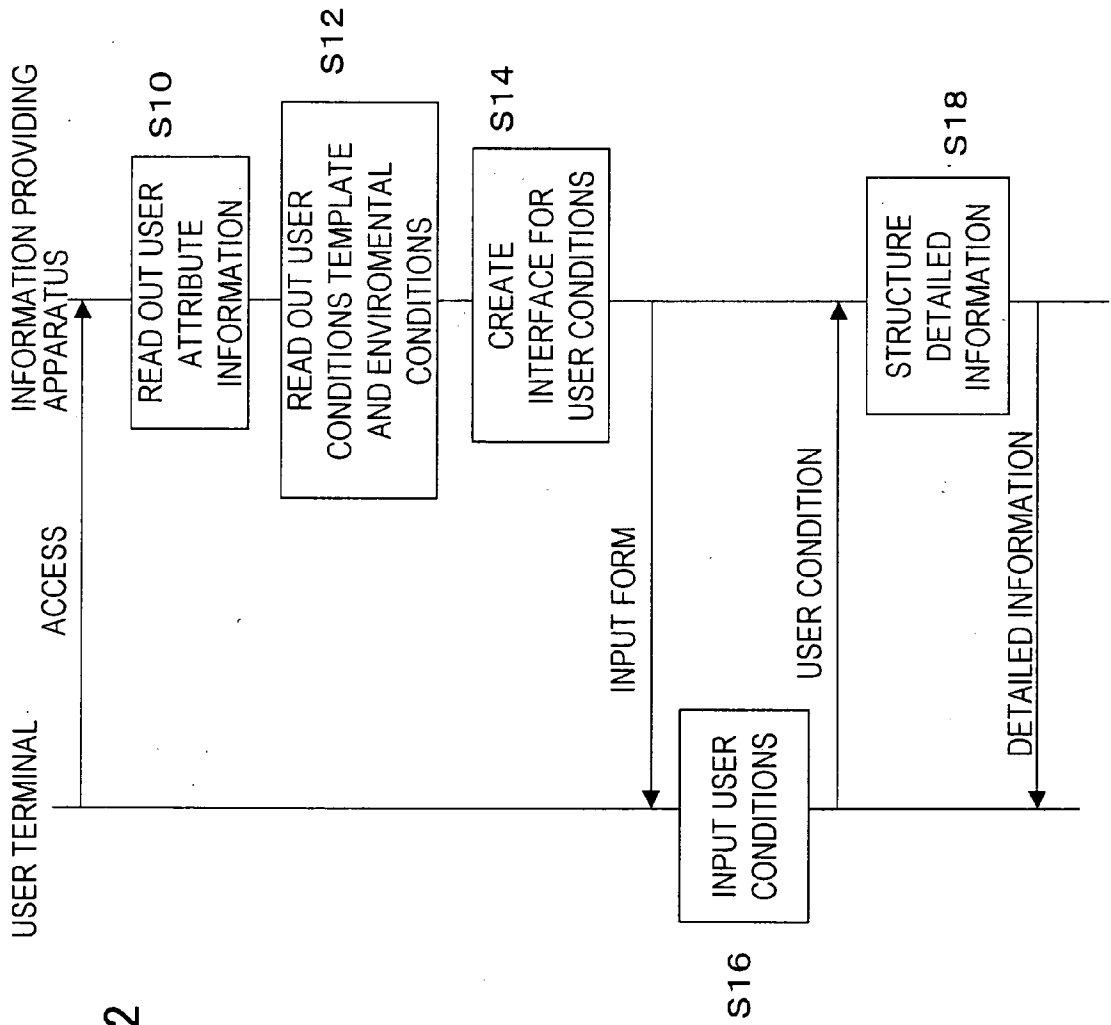 2
USER TERMINAL
INFORMATION PROVIDING
APPARATUS
ACCESS
READ OUT USER
ATTRIBUTE
INFORMATION
S10
READ OUT USER
CONDITIONS TEMPLATE
AND ENVIROMENTAL
CONDITIONS
S12
CREATE
INTERFACE FOR
USER CONDITIONS
S14
INPUT FORM
INPUT USER
CONDITIONS
S16
USER CONDITION
STRUCTURE
DETAILED
INFORMATION
S18
DETAILED INFORMATION